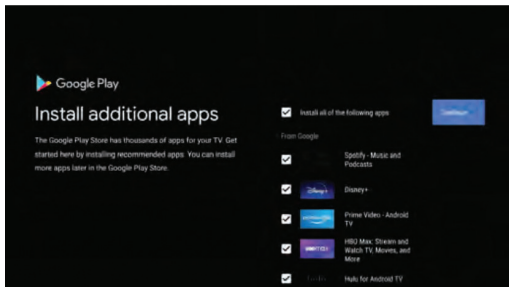 Google Play
Install additional apps
The Google Play Store has thousands of apps for your TV. Get
started here by installing recommended apps. You can install
more apps later in the Google Play Store.
Install all of the following apps
From Google
Spotify - Music and
Podcasts
Disney+
Disney+
Prime Video - Android
TV
HBO Max: Stream and
Watch TV, Movies, and
More
Hulu for Android TV